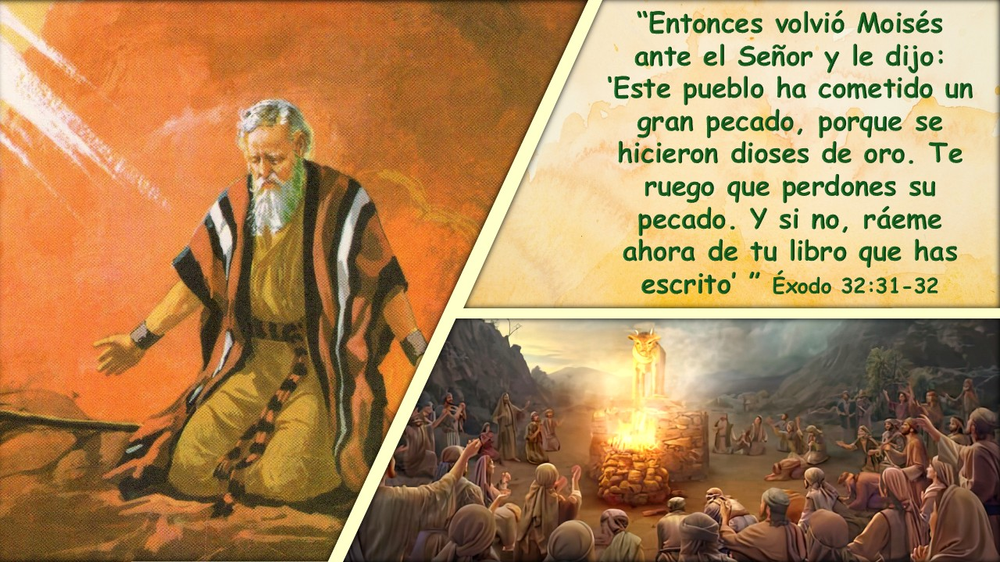 “Entonces volvió Moisés
ante el Señor y le dijo:
‘Este pueblo ha cometido un
gran pecado, porque se
hicieron dioses de oro. Te
ruego que perdones su
pecado. Y si no, ráeme
ahora de tu libro que has
escrito’ ” Éxodo 32:31-32